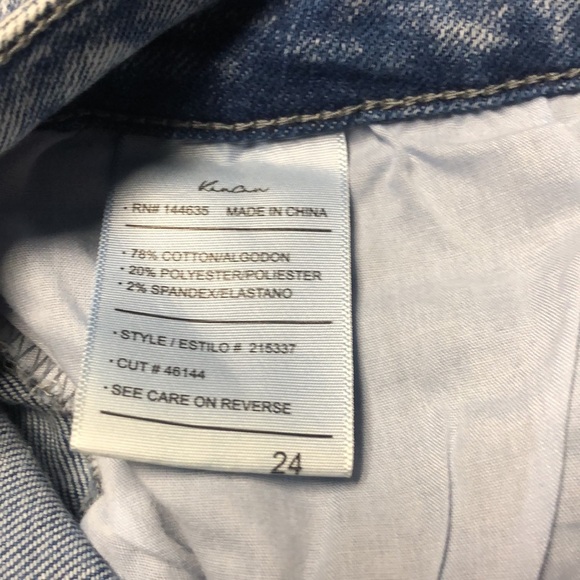 KanCan
· RN# 144635 MADE IN CHINA
· 78% COTTON/ALGODON
· 20% POLYESTER/POLIESTER
· 2% SPANDEX/ELASTANO
· STYLE / ESTILO # 215337
· CUT # 46144
· SEE CARE ON REVERSE
24